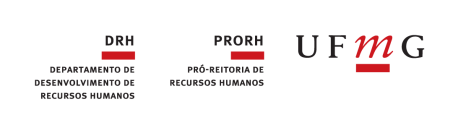 DRH
DEPARTAMENTO DE
DESENVOLVIMENTO DE
RECURSOS HUMANOS
PRORH
PRÓ-REITORIA DE
RECURSOS HUMANOS
UFmG